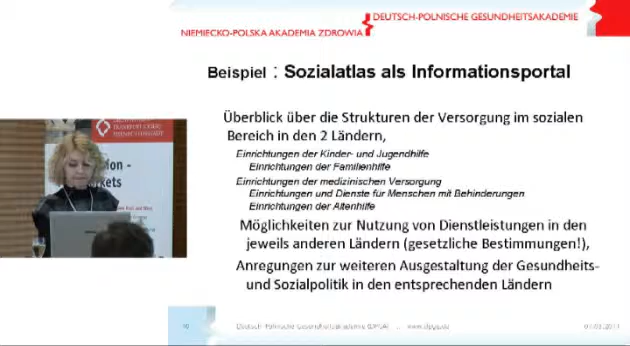 DEUTSCH-POLNISCHE GESUNDHEITSAKADEMIE
NIEMIECKO-POLSKA AKADEMIA ZDROWIA
Beispiel : Sozialatlas als Informationsportal
Überblick über die Strukturen der Versorgung im sozialen
Bereich in den 2 Ländern,
Einrichtungen der Kinder- und Jugendhilfe
Einrichtungen der Familienhilfe
Einrichtungen der medizinischen Versorgung
Einrichtungen und Dienste für Menschen mit Behinderungen
Einrichtungen der Altenhilfe
Möglichkeiten zur Nutzung von Dienstleistungen in den
jeweils anderen Ländern (gesetzliche Bestimmungen!),
Anregungen zur weiteren Ausgestaltung der Gesundheits-
und Sozialpolitik in den entsprechenden Ländern
Deutsch-Polnische Gesundheitsakademie